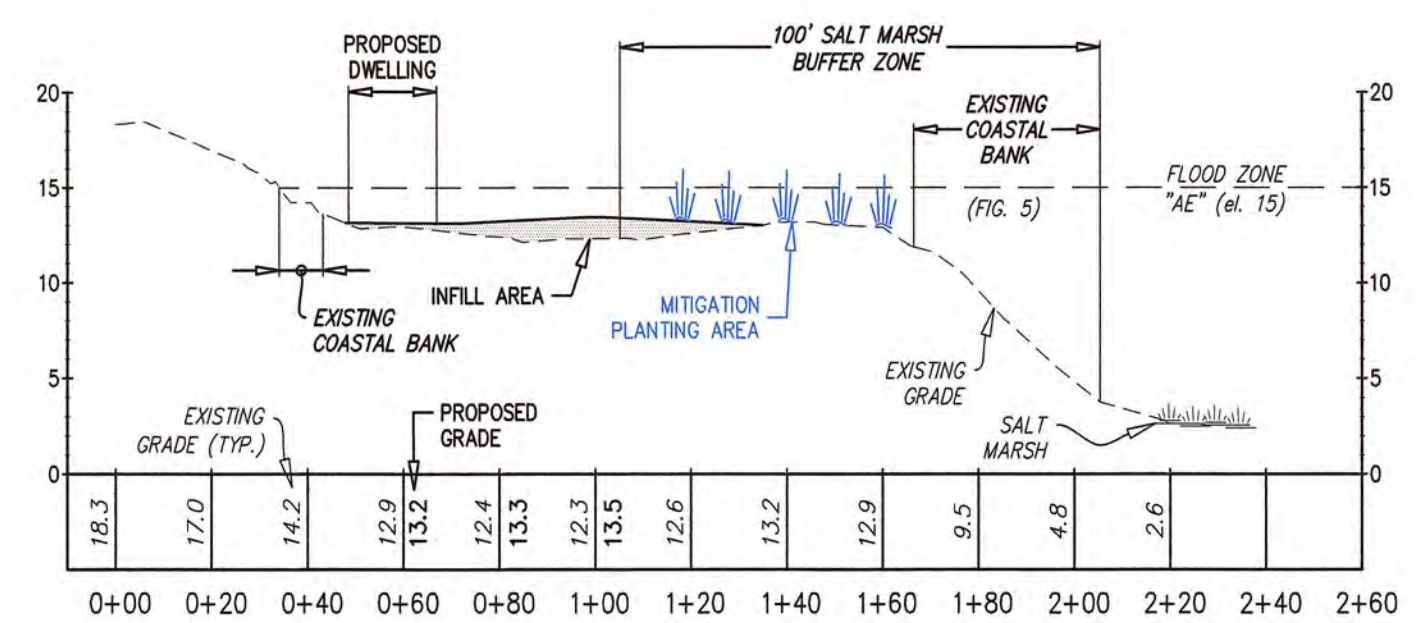 PROPOSED
DWELLING
100' SALT MARSH
BUFFER ZONE
20
20
EXISTING
COASTAL
BANK
15
FLOOD ZONE
"AE" (el. 15)
15
(FIG. 5)
10
INFILL AREA
MITIGATION
PLANTING AREA
10
EXISTING
COASTAL BANK
5
EXISTING
GRADE
5
EXISTING
GRADE (TYP.)
PROPOSED
GRADE
SALT
MARSH
0
0
18.3
17.0
14.2
12.9
13.2
12.4
13.3
12.3
13.5
12.6
13.2
12.9
9.5
4.8
2.6
0+00 0+20 0+40 0+60 0+80 1+00 1+20 1+40 1+60 1+80 2+00 2+20 2+40 2+60